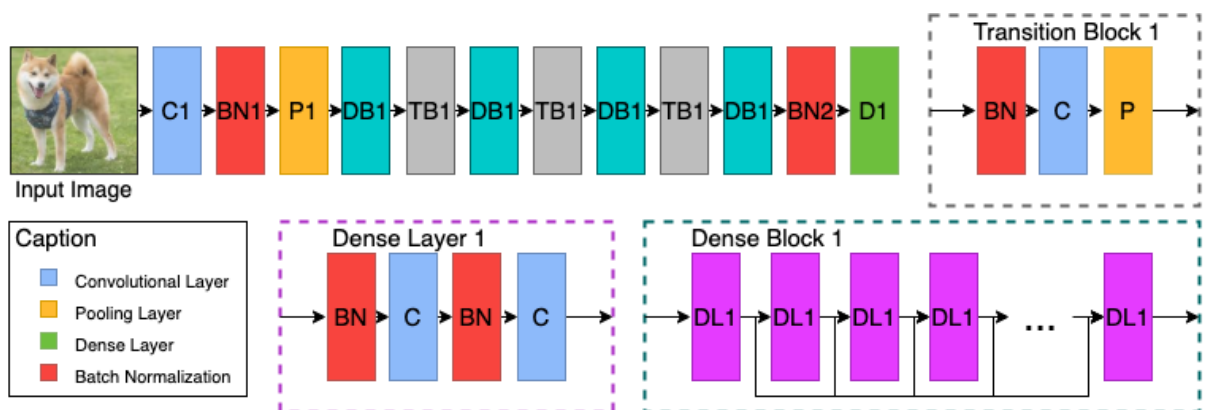 Transition Block 1
C1 BN1 P1 DB1 TB1 DB1 TB1 DB1 TB1 DB1 BN2 D1
BN C P
Input Image
Caption
Convolutional Layer
Pooling Layer
Dense Layer
Batch Normalization
Dense Layer 1
BN C BN C
Dense Block 1
DL1 DL1 DL1 DL1 ... DL1